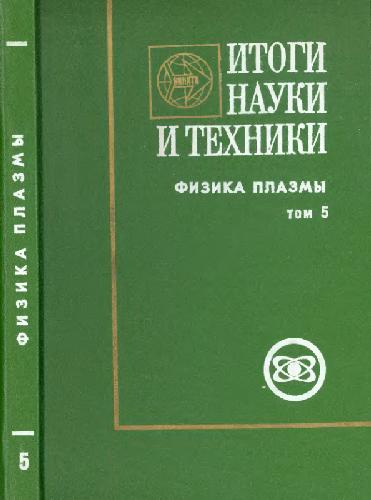 ФИЗИКА ПЛАЗМЫ
5
ВИНИТИ
ИТОГИ
НАУКИ
И ТЕХНИКИ
ФИЗИКА ПЛАЗМЫ
том 5